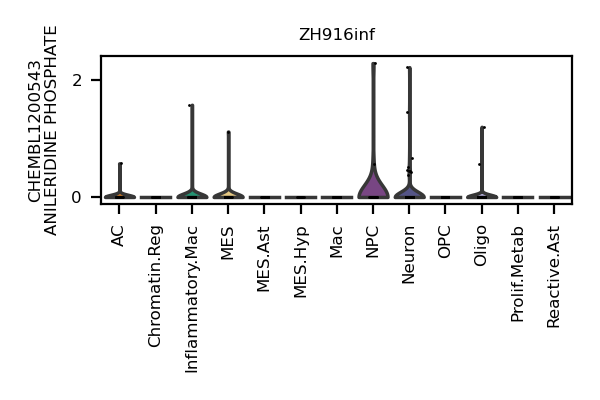 ZH916inf
CHEMBL1200543
ANILERIDINE PHOSPHATE
2
0
AC
Chromatin.Reg
Inflammatory.Mac
MES
MES.Ast
MES.Hyp
Mac
NPC
Neuron
OPC
Oligo
Prolif.Metab
Reactive.Ast